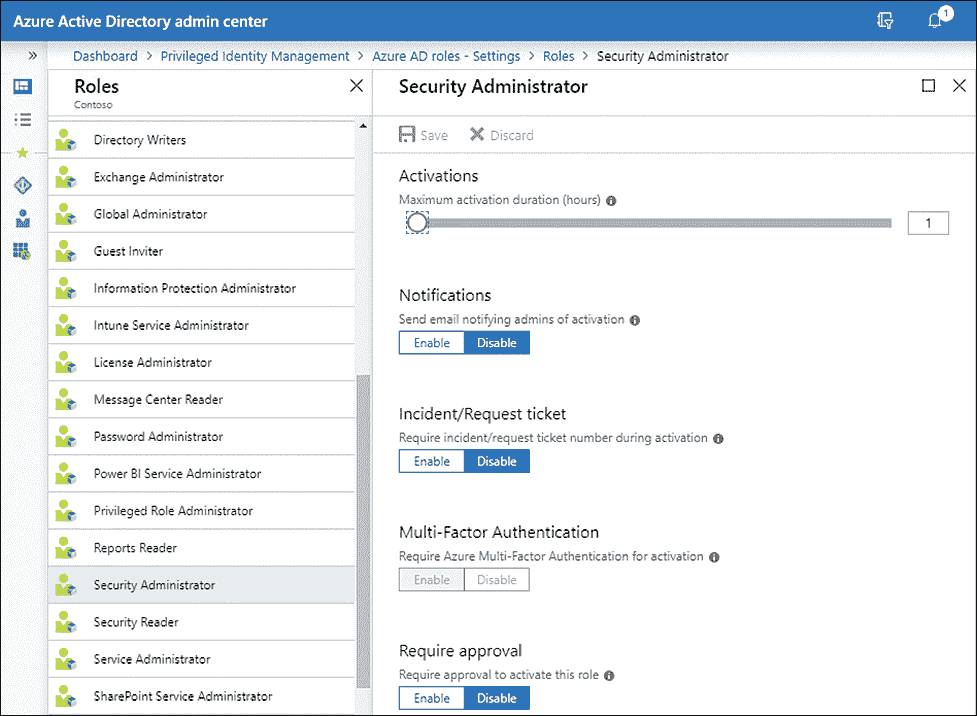 Azure Active Directory admin center
1
Dashboard > Privileged Identity Management > Azure AD roles - Settings > Roles > Security Administrator
Roles
Contoso
Directory Writers
Exchange Administrator
Global Administrator
Guest Inviter
Information Protection Administrator
Intune Service Administrator
License Administrator
Message Center Reader
Password Administrator
Power BI Service Administrator
Privileged Role Administrator
Reports Reader
Security Administrator
Security Reader
Service Administrator
SharePoint Service Administrator
Security Administrator
Save Discard
Activations
Maximum activation duration (hours)
1
Notifications
Send email notifying admins of activation
Enable Disable
Incident/Request ticket
Require incident/request ticket number during activation
Enable Disable
Multi-Factor Authentication
Require Azure Multi-Factor Authentication for activation
Enable Disable
Require approval
Require approval to activate this role
Enable Disable